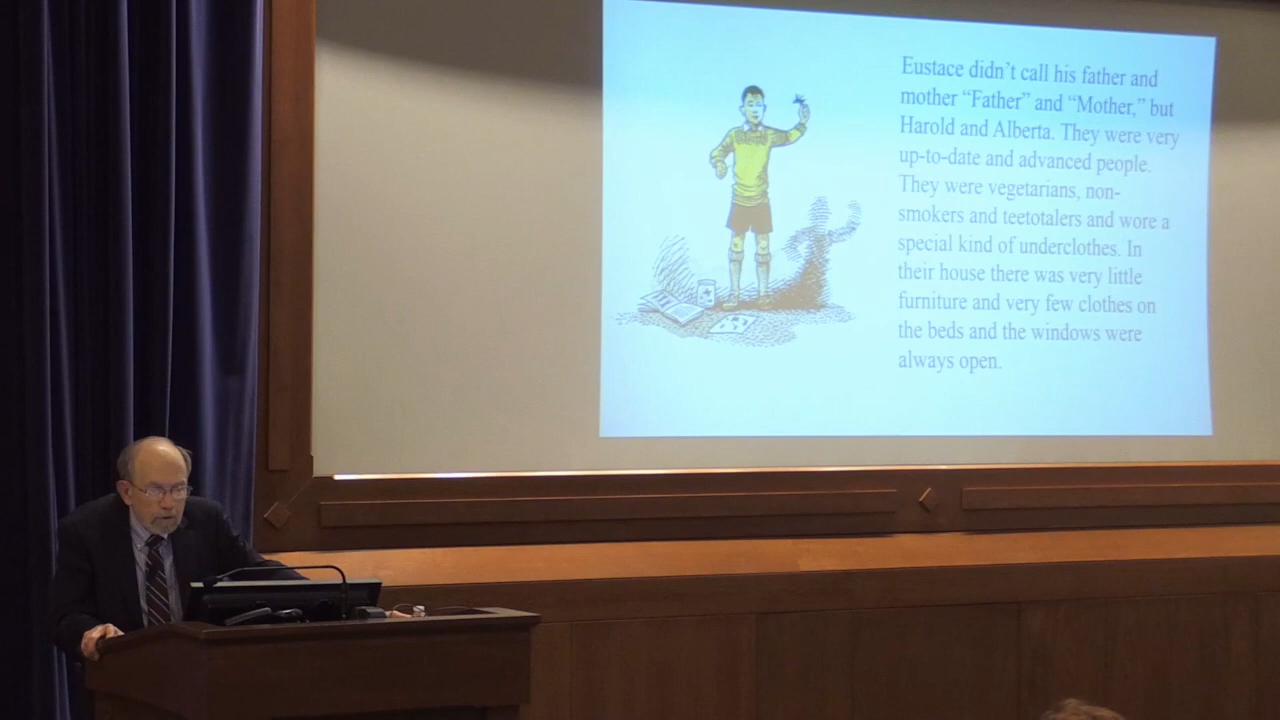 Eustace didn’t call his father and
mother “Father” and “Mother,” but
Harold and Alberta. They were very
up-to-date and advanced people.
They were vegetarians, non-
smokers and teetotalers and wore a
special kind of underclothes. In
their house there was very little
furniture and very few clothes on
the beds and the windows were
always open.